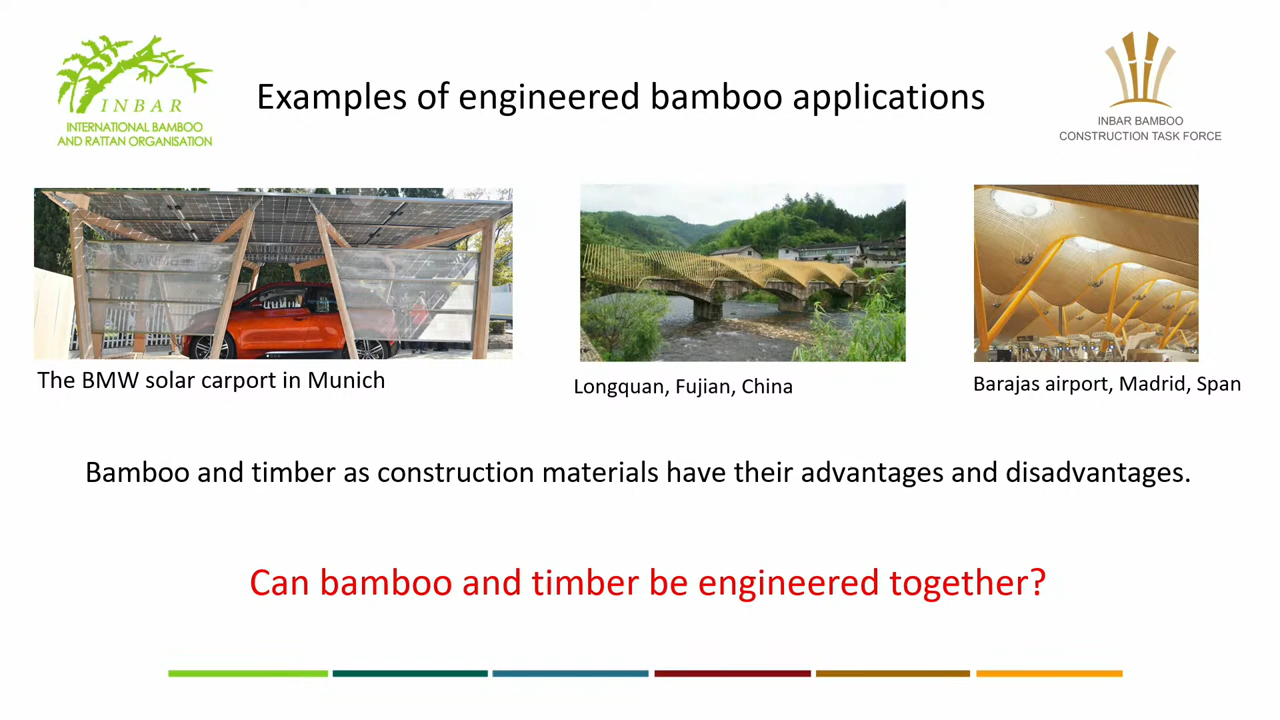 INBAR
INTERNATIONAL BAMBOO
AND RATTAN ORGANISATION
Examples of engineered bamboo applications
INBAR BAMBOO
CONSTRUCTION TASK FORCE
The BMW solar carport in Munich
Longquan, Fujian, China
Barajas airport, Madrid, Span
Bamboo and timber as construction materials have their advantages and disadvantages.
Can bamboo and timber be engineered together?